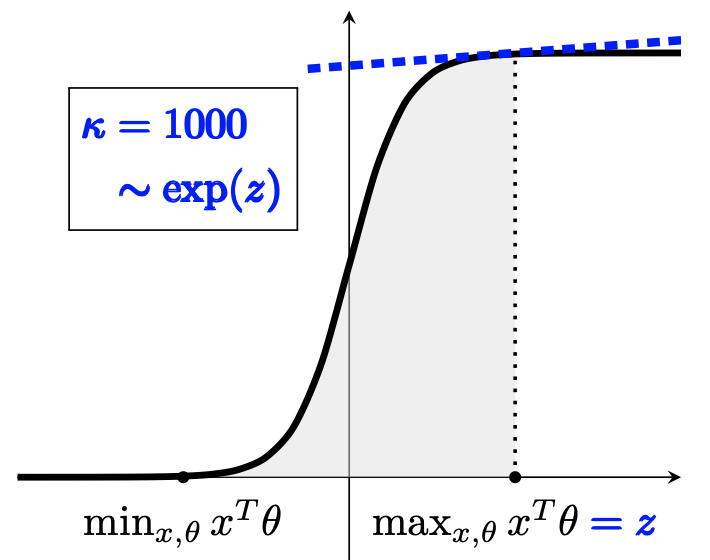 κ = 1000
∼ exp(z)
min_{x,θ} x^T θ
max_{x,θ} x^T θ = z